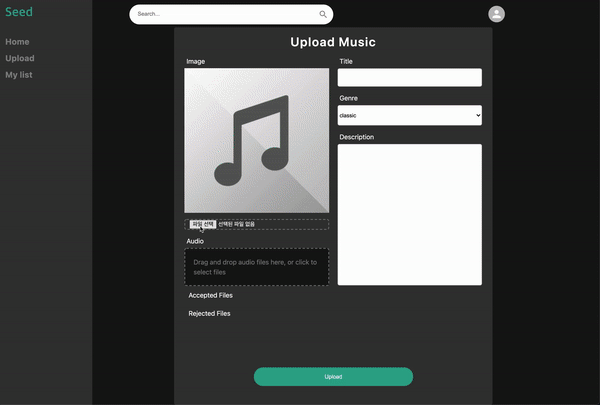 Seed
Search...
Home
Upload
My list
Upload Music
Image
Title
Genre
classic
Description
파일 선택 선택된 파일 없음
Audio
Drag and drop audio files here, or click to
select files
Accepted Files
Rejected Files
Upload